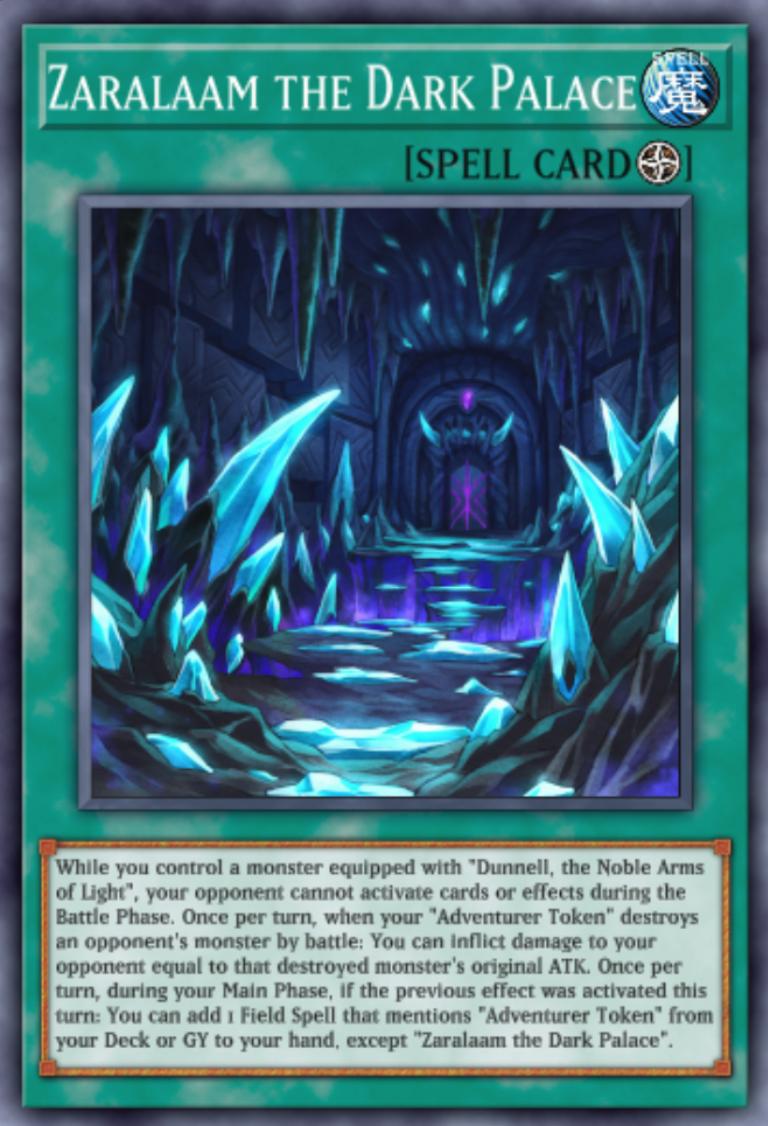 ZARALAAM THE DARK PALACE
SPELL
魔
[SPELL CARD]
While you control a monster equipped with "Dunnell, the Noble Arms
of Light", your opponent cannot activate cards or effects during the
Battle Phase. Once per turn, when your "Adventurer Token" destroys
an opponent's monster by battle: You can inflict damage to your
opponent equal to that destroyed monster's original ATK. Once per
turn, during your Main Phase, if the previous effect was activated this
turn: You can add 1 Field Spell that mentions "Adventurer Token" from
your Deck or GY to your hand, except "Zaralaam the Dark Palace".